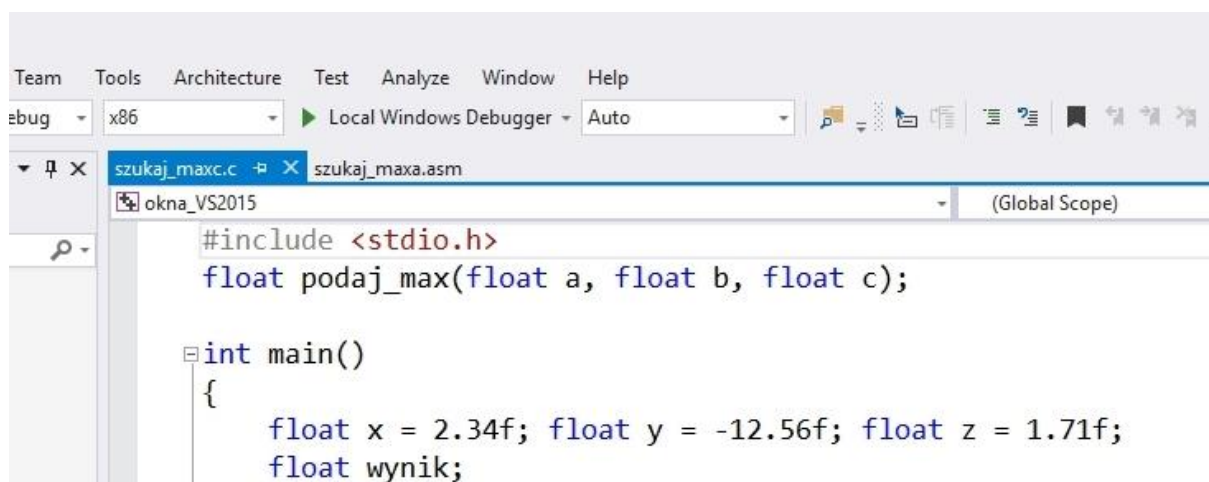 Team Tools Architecture Test Analyze Window Help
ebug x86 Local Windows Debugger Auto
szukaj_maxc.c szukaj_maxa.asm
okna_VS2015 (Global Scope)
#include <stdio.h>
float podaj_max(float a, float b, float c);
int main()
{
float x = 2.34f; float y = -12.56f; float z = 1.71f;
float wynik;